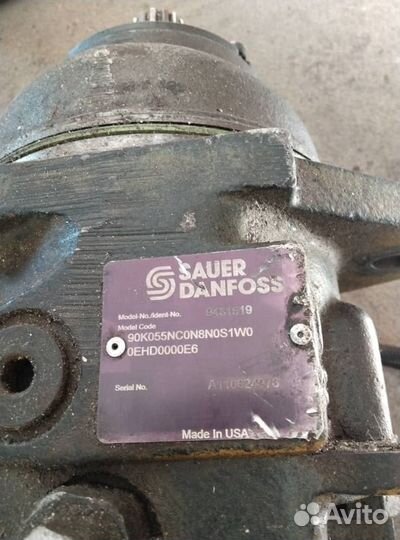 SAUER
DANFOSS
Model-No./Ident-No.
Model Code
90K055NC0N8N0S1W0
0EHD0000E6
Serial No.
Made in USA
Avito